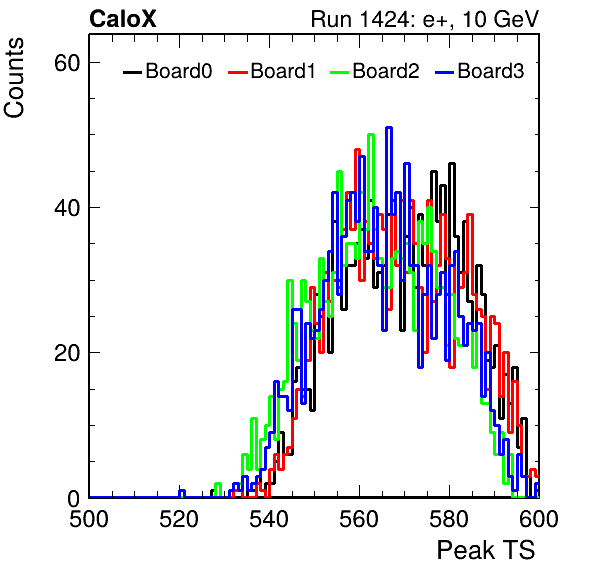 CaloX Run 1424: e+, 10 GeV
Counts
Board0 Board1 Board2 Board3
60
40
20
0
500 520 540 560 580 600
Peak TS